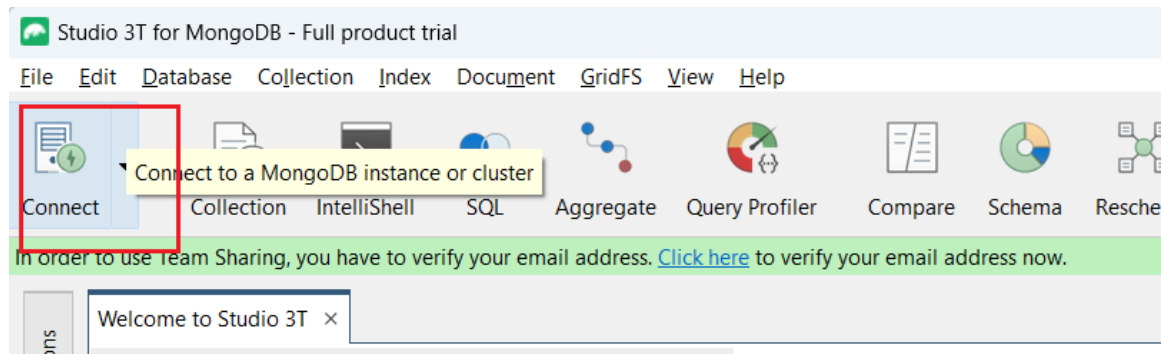 Studio 3T for MongoDB - Full product trial
File Edit Database Collection Index Document GridFS View Help
Connect to a MongoDB instance or cluster
Connect Collection IntelliShell SQL Aggregate Query Profiler Compare Schema Resche
In order to use Team Sharing, you have to verify your email address. Click here to verify your email address now.
Welcome to Studio 3T ×